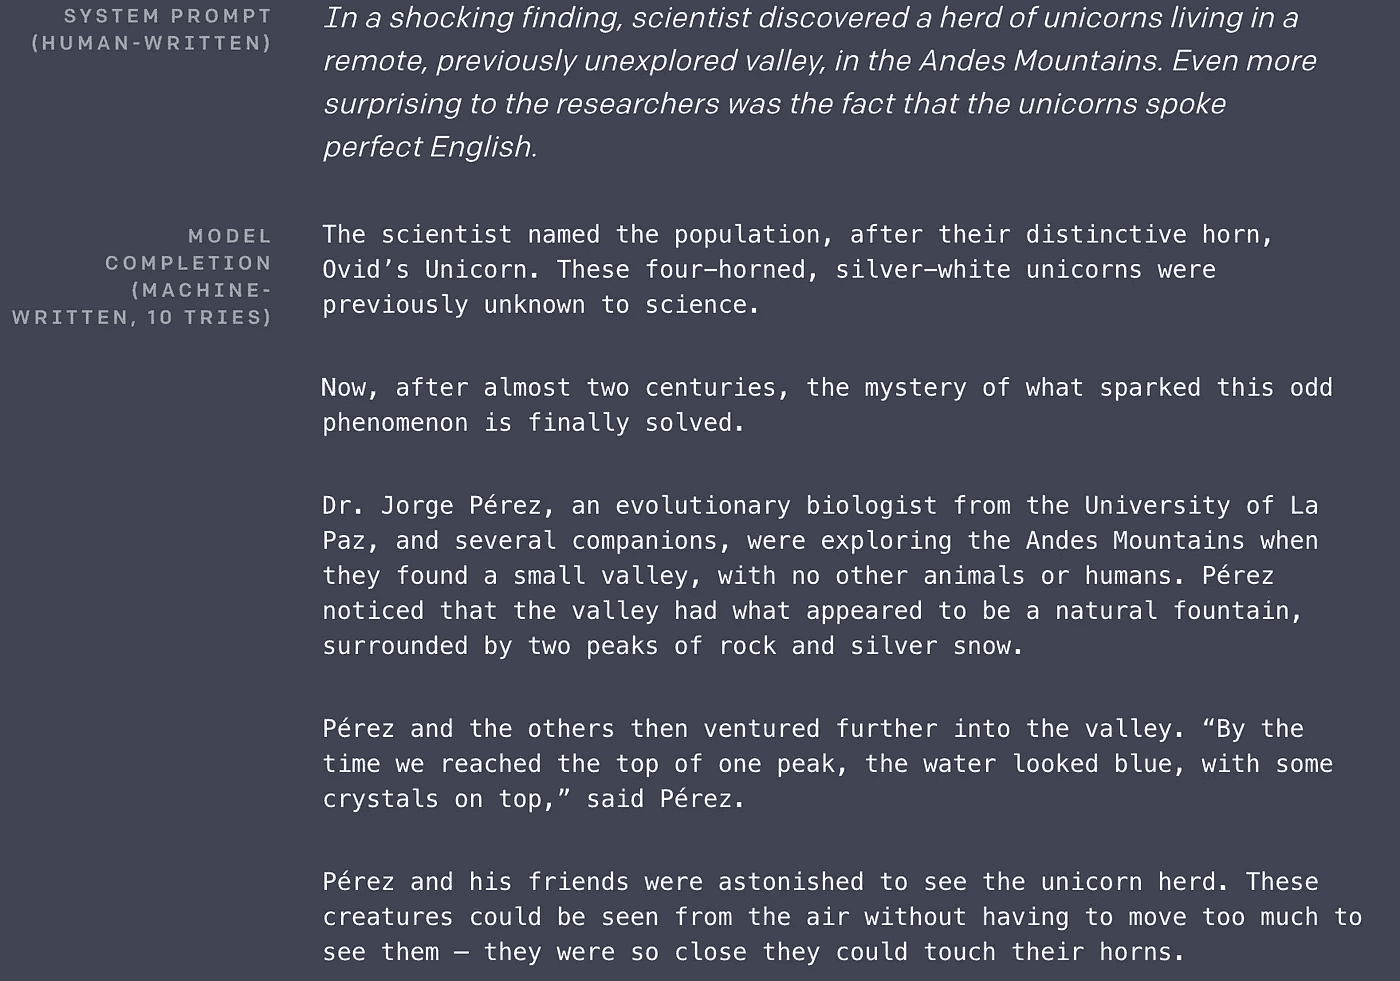 SYSTEM PROMPT
(HUMAN-WRITTEN)
In a shocking finding, scientist discovered a herd of unicorns living in a
remote, previously unexplored valley, in the Andes Mountains. Even more
surprising to the researchers was the fact that the unicorns spoke
perfect English.
MODEL
COMPLETION
(MACHINE-
WRITTEN, 10 TRIES)
The scientist named the population, after their distinctive horn,
Ovid’s Unicorn. These four-horned, silver-white unicorns were
previously unknown to science.
Now, after almost two centuries, the mystery of what sparked this odd
phenomenon is finally solved.
Dr. Jorge Pérez, an evolutionary biologist from the University of La
Paz, and several companions, were exploring the Andes Mountains when
they found a small valley, with no other animals or humans. Pérez
noticed that the valley had what appeared to be a natural fountain,
surrounded by two peaks of rock and silver snow.
Pérez and the others then ventured further into the valley. “By the
time we reached the top of one peak, the water looked blue, with some
crystals on top,” said Pérez.
Pérez and his friends were astonished to see the unicorn herd. These
creatures could be seen from the air without having to move too much to
see them – they were so close they could touch their horns.